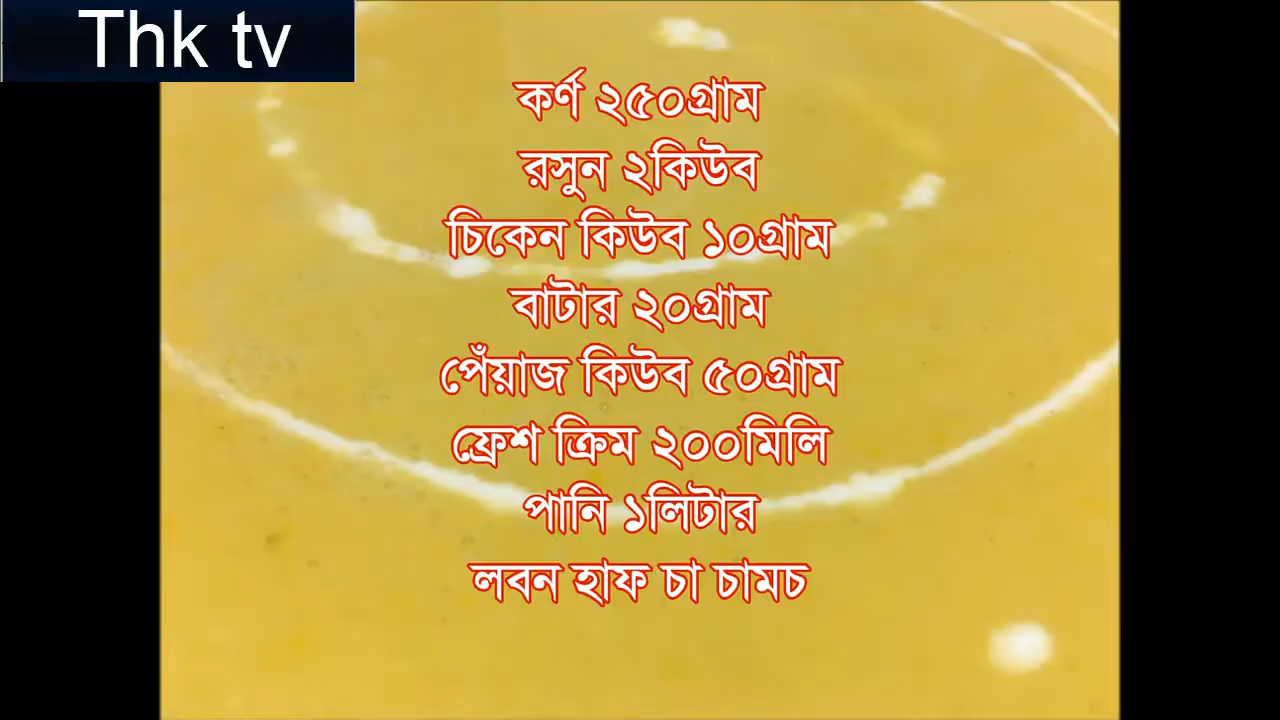 Thk tv
কর্ণ ২৫০গ্রাম
রসুন ২কিউব
চিকেন কিউব ১০গ্রাম
বাটার ২০গ্রাম
পেঁয়াজ কিউব ৫০গ্রাম
ফ্রেশ ক্রিম ২০০মিলি
পানি ১লিটার
লবন হাফ চা চামচ